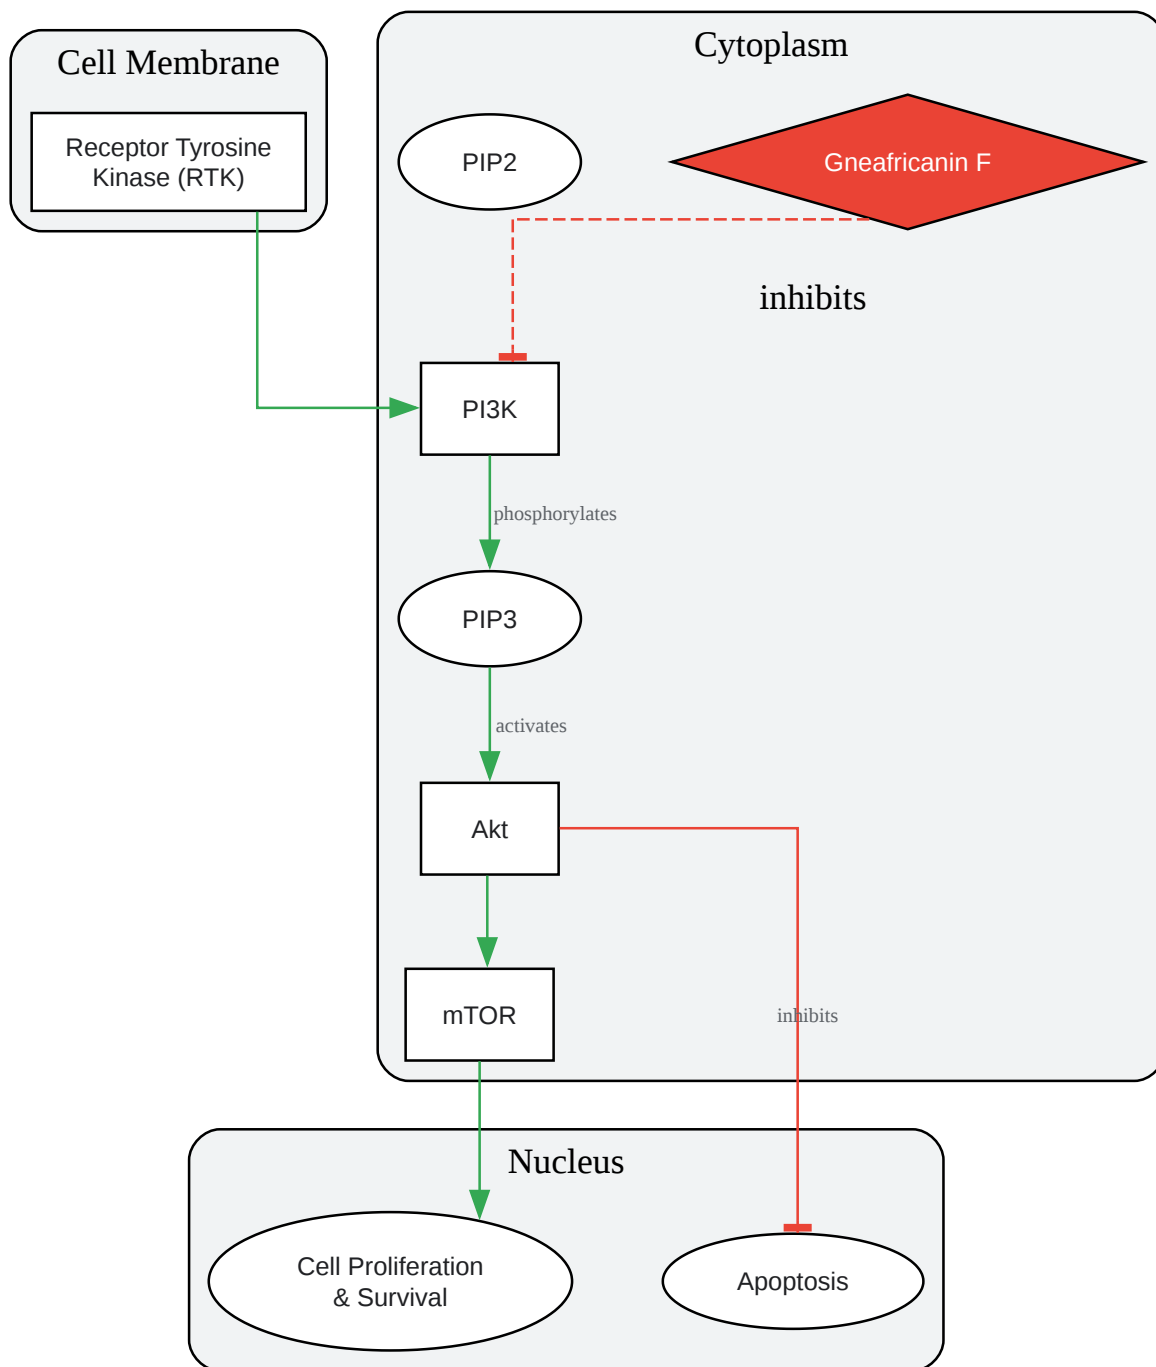 Cell Membrane
Receptor Tyrosine
Kinase (RTK)
Cytoplasm
PIP2
Gneafricanin F
inhibits
PI3K
phosphorylates
PIP3
activates
Akt
mTOR
inhibits
Nucleus
Cell Proliferation
& Survival
Apoptosis